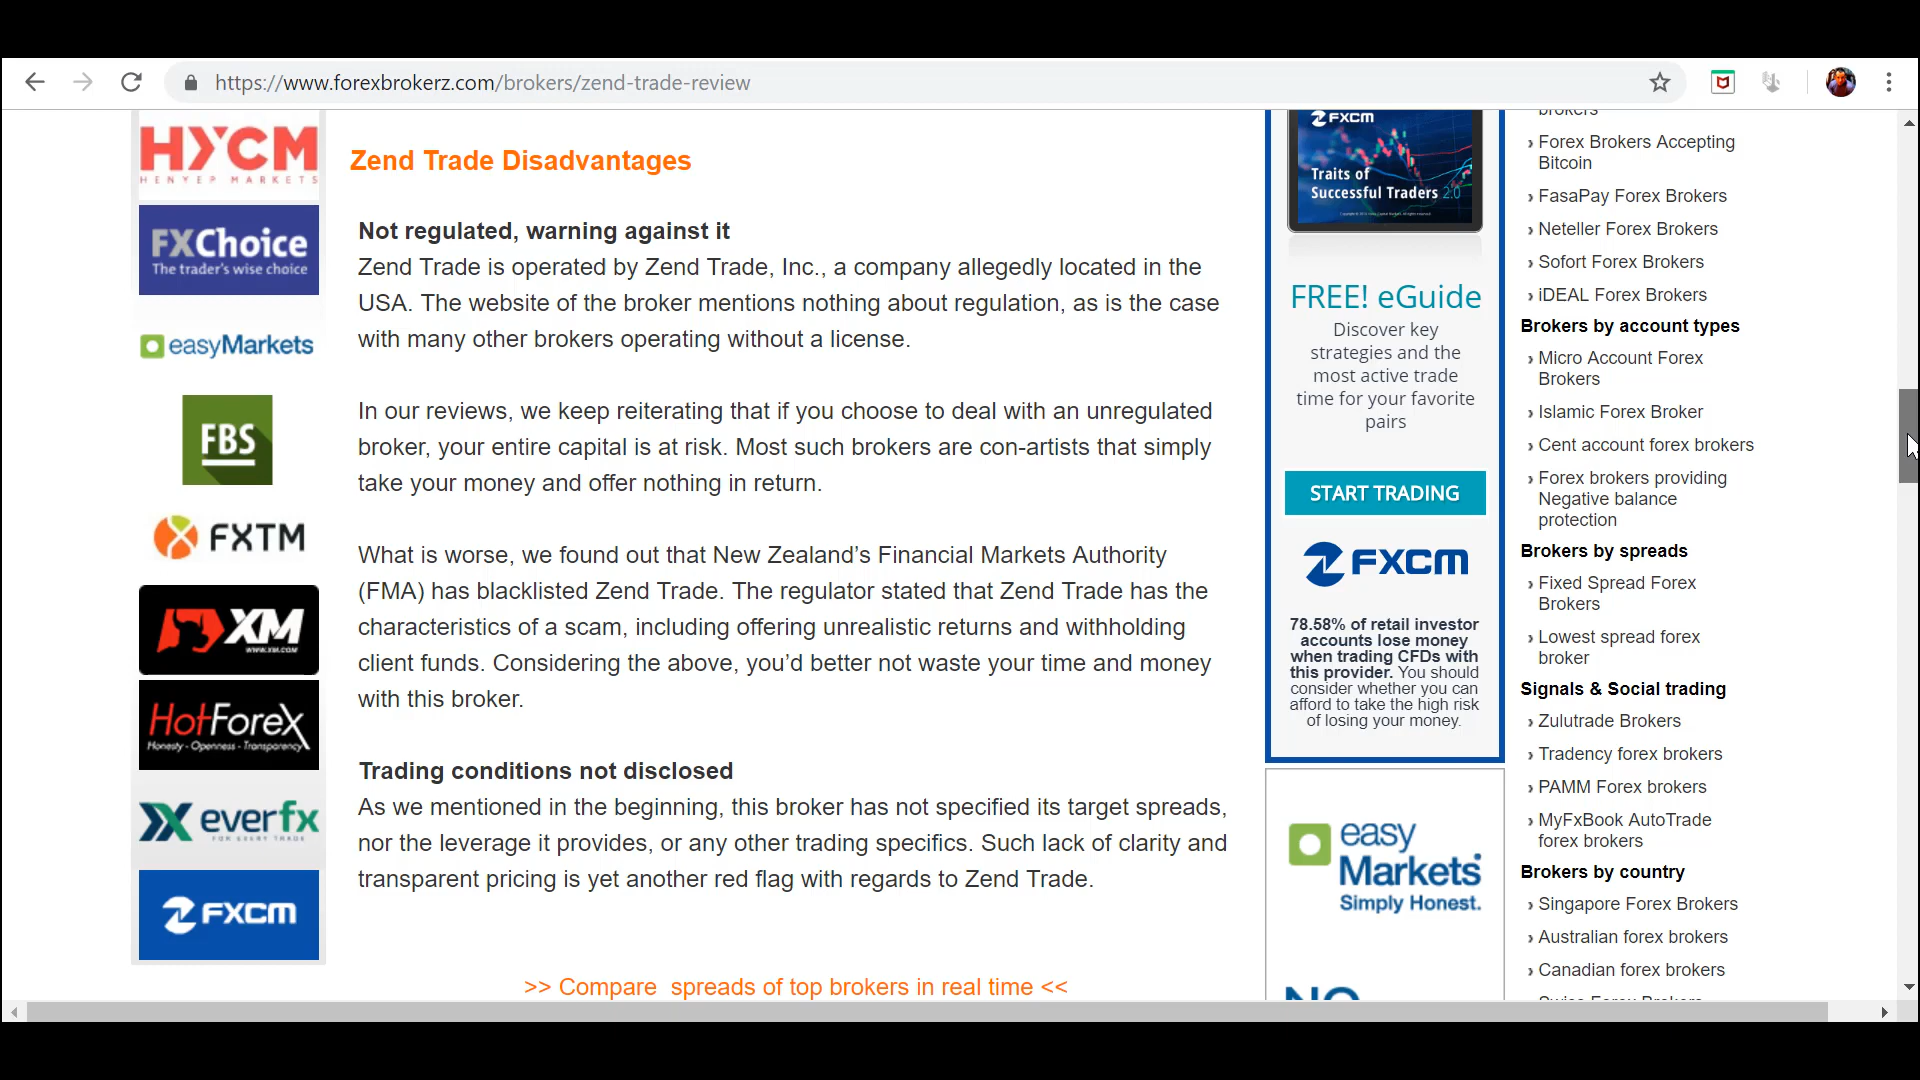 https://www.forexbrokerz.com/brokers/zend-trade-review
HYCM
HENYEP MARKETS
FXChoice
The trader's wise choice
easyMarkets
FBS
FXTM
XM
WWW.XM.COM
HotForex
Honesty - Openness - Transparency
everfx
FOR EVERY TRADE
FXCM
Zend Trade Disadvantages
Not regulated, warning against it
Zend Trade is operated by Zend Trade, Inc., a company allegedly located in the
USA. The website of the broker mentions nothing about regulation, as is the case
with many other brokers operating without a license.
In our reviews, we keep reiterating that if you choose to deal with an unregulated
broker, your entire capital is at risk. Most such brokers are con-artists that simply
take your money and offer nothing in return.
What is worse, we found out that New Zealand’s Financial Markets Authority
(FMA) has blacklisted Zend Trade. The regulator stated that Zend Trade has the
characteristics of a scam, including offering unrealistic returns and withholding
client funds. Considering the above, you’d better not waste your time and money
with this broker.
Trading conditions not disclosed
As we mentioned in the beginning, this broker has not specified its target spreads,
nor the leverage it provides, or any other trading specifics. Such lack of clarity and
transparent pricing is yet another red flag with regards to Zend Trade.
>> Compare spreads of top brokers in real time <<
FXCM
Traits of
Successful Traders 2.0
FREE! eGuide
Discover key
strategies and the
most active trade
time for your favorite
pairs
START TRADING
FXCM
78.58% of retail investor
accounts lose money
when trading CFDs with
this provider. You should
consider whether you can
afford to take the high risk
of losing your money.
easy
Markets
Simply Honest.
NO
brokers
› Forex Brokers Accepting
Bitcoin
› FasaPay Forex Brokers
› Neteller Forex Brokers
› Sofort Forex Brokers
› iDEAL Forex Brokers
Brokers by account types
› Micro Account Forex
Brokers
› Islamic Forex Broker
› Cent account forex brokers
› Forex brokers providing
Negative balance
protection
Brokers by spreads
› Fixed Spread Forex
Brokers
› Lowest spread forex
broker
Signals & Social trading
› Zulutrade Brokers
› Tradency forex brokers
› PAMM Forex brokers
› MyFxBook AutoTrade
forex brokers
Brokers by country
› Singapore Forex Brokers
› Australian forex brokers
› Canadian forex brokers
Swiss Forex Brokers